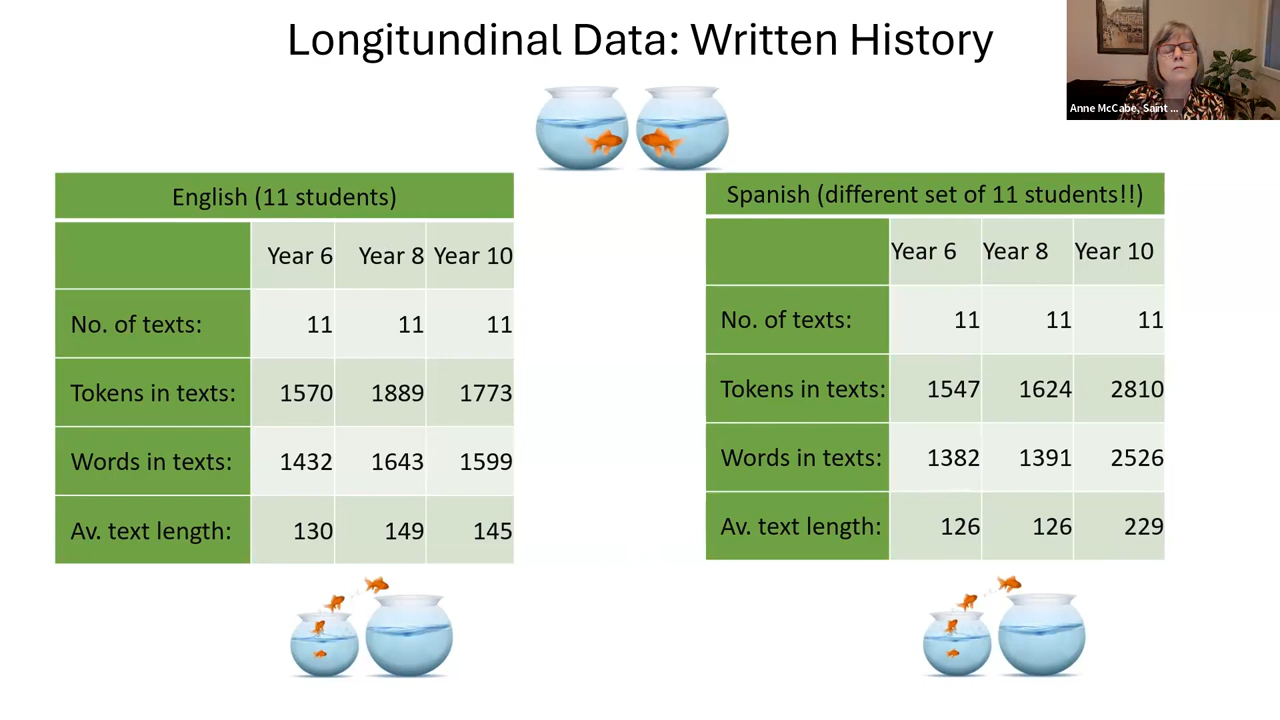 Longitundinal Data: Written History
Anne McCabe, Saint ...
English (11 students)
Year 6 Year 8 Year 10
No. of texts: 11 11 11
Tokens in texts: 1570 1889 1773
Words in texts: 1432 1643 1599
Av. text length: 130 149 145
Spanish (different set of 11 students!!)
Year 6 Year 8 Year 10
No. of texts: 11 11 11
Tokens in texts: 1547 1624 2810
Words in texts: 1382 1391 2526
Av. text length: 126 126 229